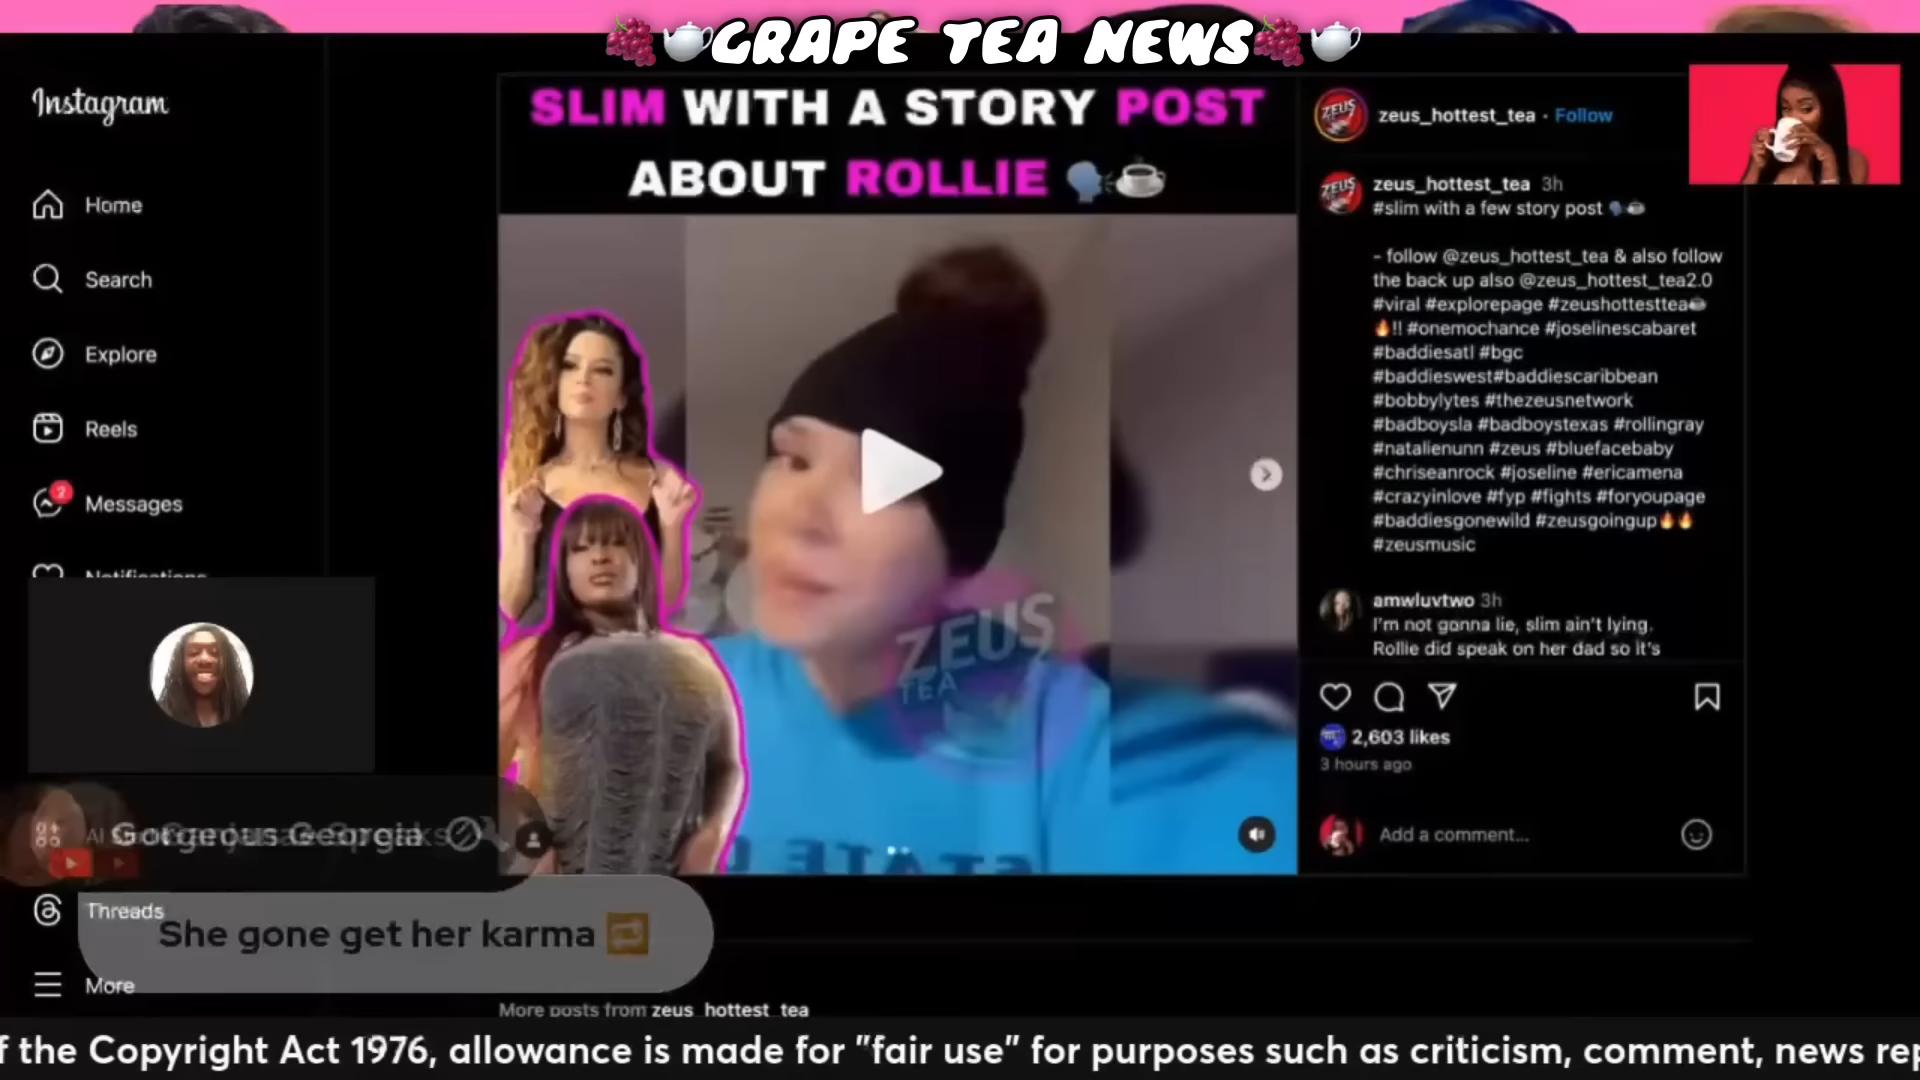 GRAPE TEA NEWS
Instagram
Home
Search
Explore
Reels
2
Messages
Notifications
SLIM WITH A STORY POST
ABOUT ROLLIE
ZEUS
TEA
zeus_hottest_tea · Follow
zeus_hottest_tea 3h
#slim with a few story post
- follow @zeus_hottest_tea & also follow
the back up also @zeus_hottest_tea2.0
#viral #explorepage #zeushottesttea
!! #onemochance #joselinescabaret
#baddiesatl #bgc
#baddieswest#baddiescaribbean
#bobbylytes #thezeusnetwork
#badboysla #badboystexas #rollingray
#natalienunn #zeus #bluefacebaby
#chriseanrock #joseline #ericamena
#crazyinlove #fyp #fights #foryoupage
#baddiesgonewild #zeusgoingup
#zeusmusic
amwluvtwo 3h
I'm not gonna lie, slim ain't lying.
Rollie did speak on her dad so it's
2,603 likes
3 hours ago
Add a comment...
Gorgeous Georgia
Threads
She gone get her karma
More
More posts from zeus_hottest_tea
f the Copyright Act 1976, allowance is made for "fair use" for purposes such as criticism, comment, news rep